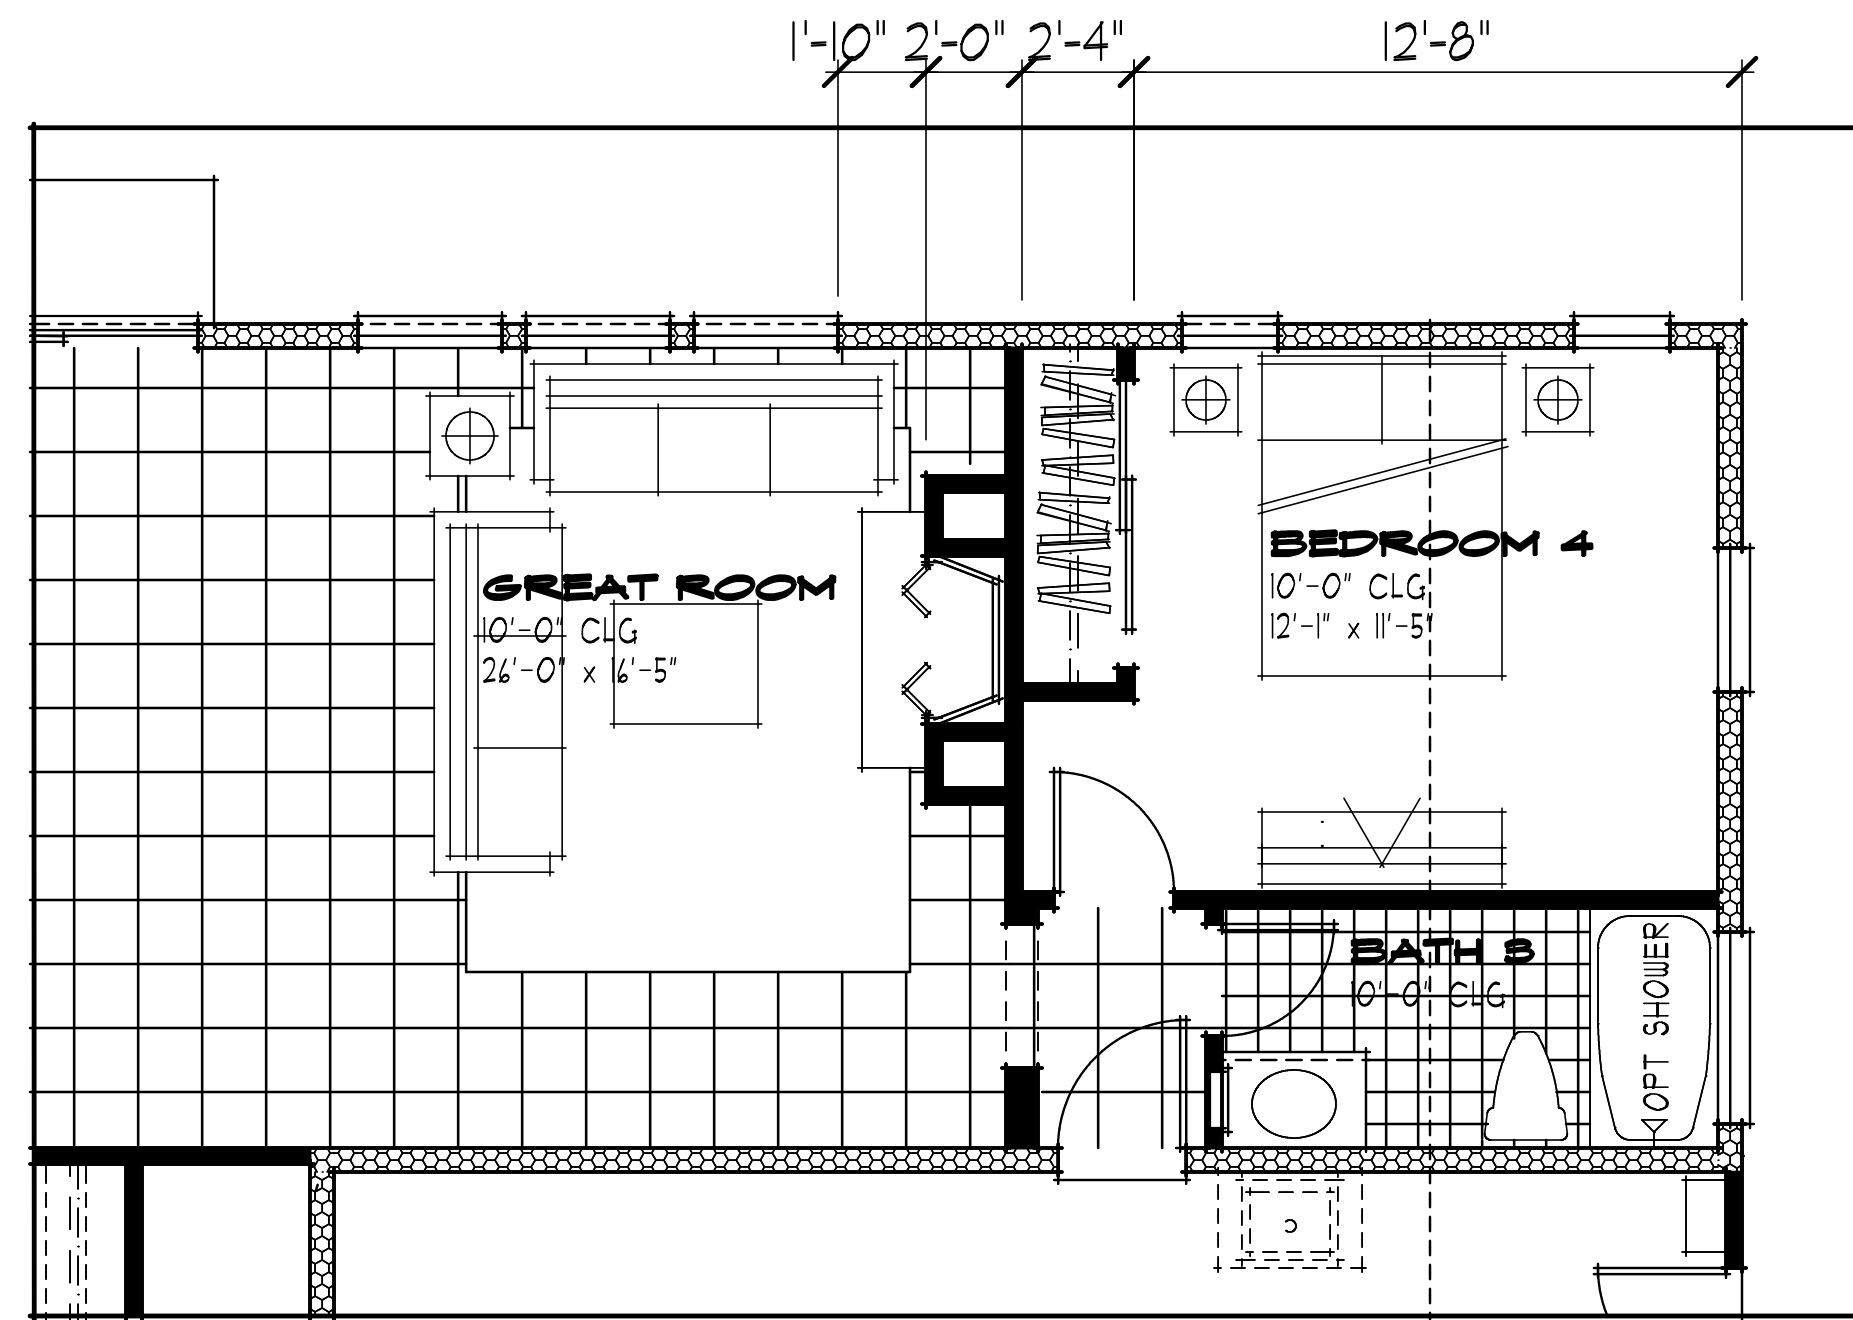 1'-10" 2'-0" 2'-4" 12'-8"
GREAT ROOM
10'-0" CLG
26'-0" x 16'-5"
BEDROOM 4
10'-0" CLG
12'-1" x 11'-5"
BATH 3
10'-0" CLG
OPT SHOWER